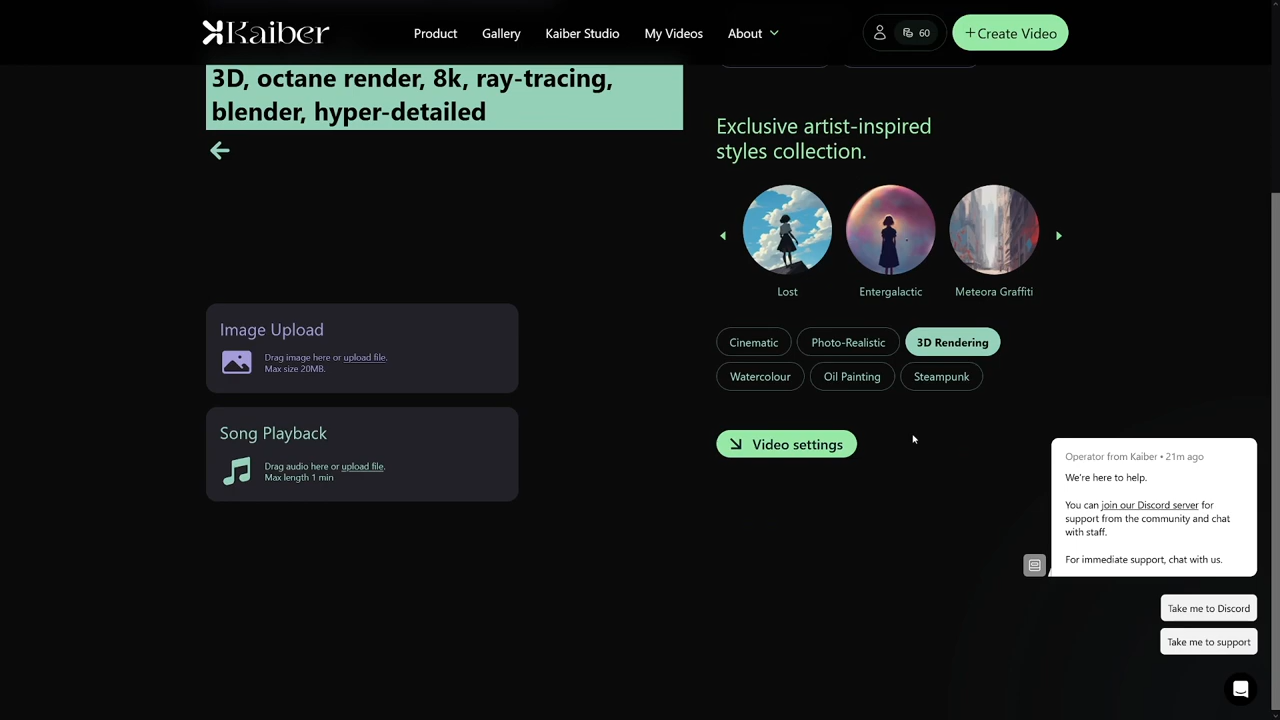 Kaiber
Product
Gallery
Kaiber Studio
My Videos
About
60
+Create Video
3D, octane render, 8k, ray-tracing,
blender, hyper-detailed
Exclusive artist-inspired
styles collection.
Lost
Entergalactic
Meteora Graffiti
Image Upload
Drag image here or upload file.
Max size 20MB.
Cinematic
Photo-Realistic
3D Rendering
Watercolour
Oil Painting
Steampunk
Song Playback
Drag audio here or upload file.
Max length 1 min
Video settings
Operator from Kaiber • 21m ago
We're here to help.
You can join our Discord server for
support from the community and chat
with staff.
For immediate support, chat with us.
Take me to Discord
Take me to support